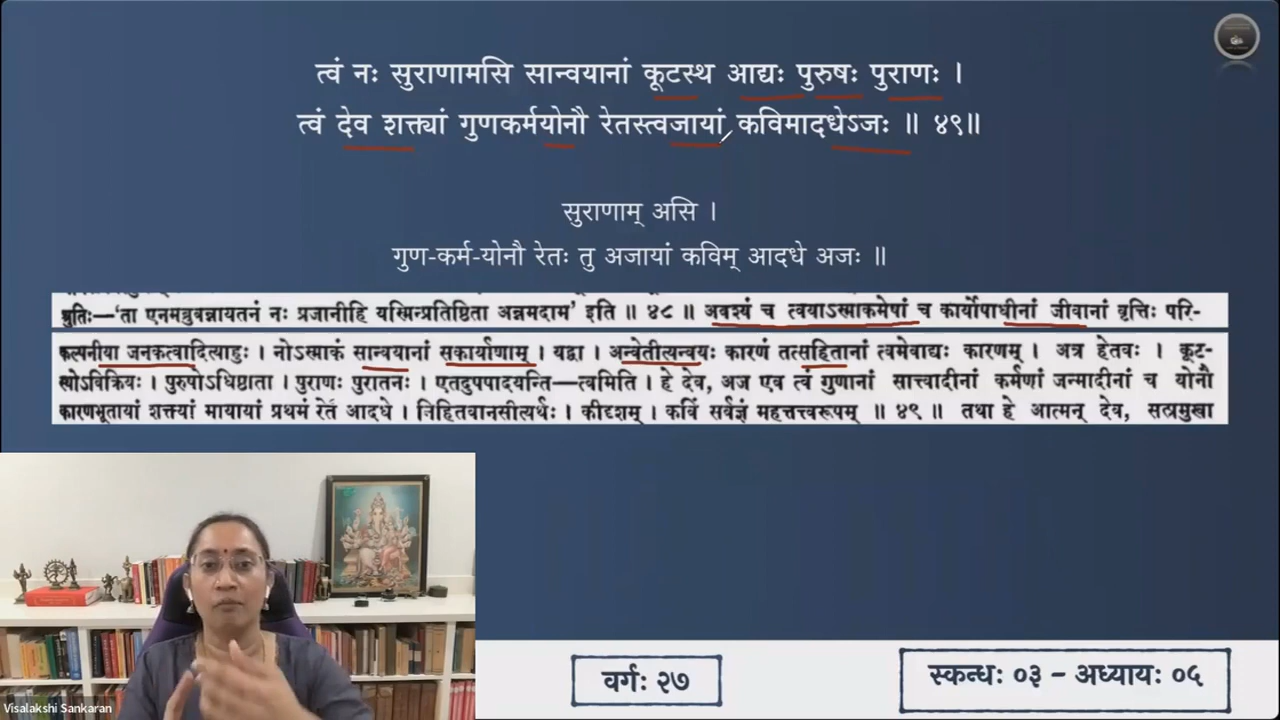 त्वं नः सुराणामसि सान्वयानां कूटस्थ आद्यः पुरुषः पुराणः ।
त्वं देव शक्त्यां गुणकर्मयोनौ रेतस्त्वजायां कविमादधेऽजः ॥ ४९॥
सुराणाम् असि ।
गुण-कर्म-योनौ रेतः तु अजायां कविम् आदधे अजः ॥
श्रुतिः—‘ता एनमब्रुवन्नायतनं नः प्रजानीहि यस्मिन्प्रतिष्ठिता अन्नमदाम’ इति ॥ ४८ ॥ अवश्यं च त्वयाऽस्माकमेषां च कार्योपाधीनां जीवानां वृत्तिः परि-
कल्पनीया जनकत्वादित्याहुः । नोऽस्माकं सान्वयानां सकार्याणाम् । यद्वा । अन्वेतीत्यन्वयः कारणं तत्सहितानां त्वमेवाद्यः कारणम् । अत्र हेतवः । कूट-
स्थोऽविक्रियः । पुरुषोऽधिष्ठाता । पुराणः पुरातनः । एतदुपपादयन्ति—त्वमिति । हे देव, अज एव त्वं गुणानां सात्त्वादीनां कर्मणां जन्मादीनां च योनौ
कारणभूतायां शक्त्यां मायायां प्रथमं रेत आदधे । निहितवानसीत्यर्थः । कीदृशम् । कविं सर्वज्ञं महत्तत्त्वरूपम् ॥ ४९ ॥ तथा हे आत्मन् देव, सत्प्रमुखा
Visalakshi Sankaran
वर्गः २७
स्कन्धः ०३ – अध्यायः ०५